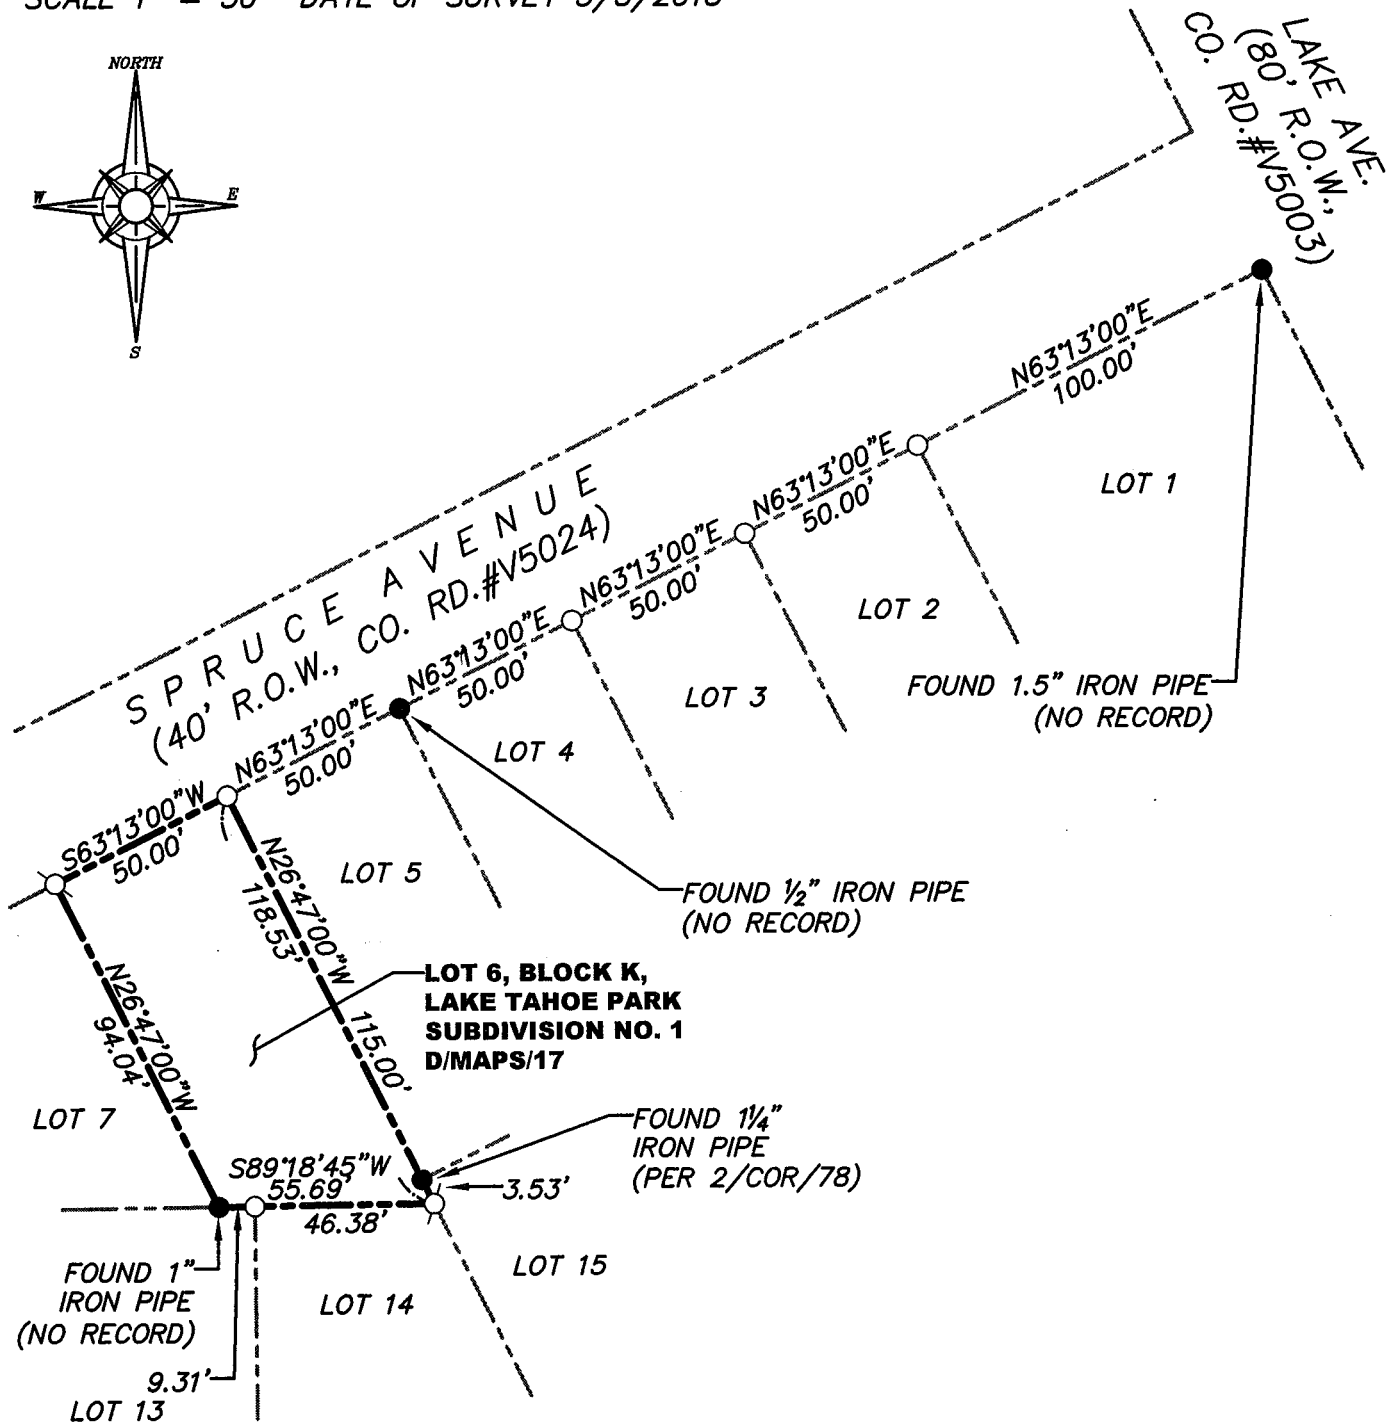 NORTH
W
E
S
LAKE AVE.
(80' R.O.W.,
CO. RD.#V5003)
N63°13'00"E
100.00'
LOT 1
N63°13'00"E
50.00'
LOT 2
N63°13'00"E
50.00'
LOT 3
SPRUCE AVENUE
(40' R.O.W., CO. RD.#V5024)
N63°13'00"E
50.00'
LOT 4
FOUND 1.5" IRON PIPE
(NO RECORD)
N63°13'00"E
50.00'
LOT 5
S63°13'00"W
50.00'
FOUND ½" IRON PIPE
(NO RECORD)
N26°47'00"W
118.53'
115.00'
LOT 6, BLOCK K,
LAKE TAHOE PARK
SUBDIVISION NO. 1
D/MAPS/17
N26°47'00"W
94.04'
LOT 7
FOUND 1¼"
IRON PIPE
(PER 2/COR/78)
S89°18'45"W
55.69'
3.53'
46.38'
FOUND 1"
IRON PIPE
(NO RECORD)
LOT 14
LOT 15
9.31'
LOT 13